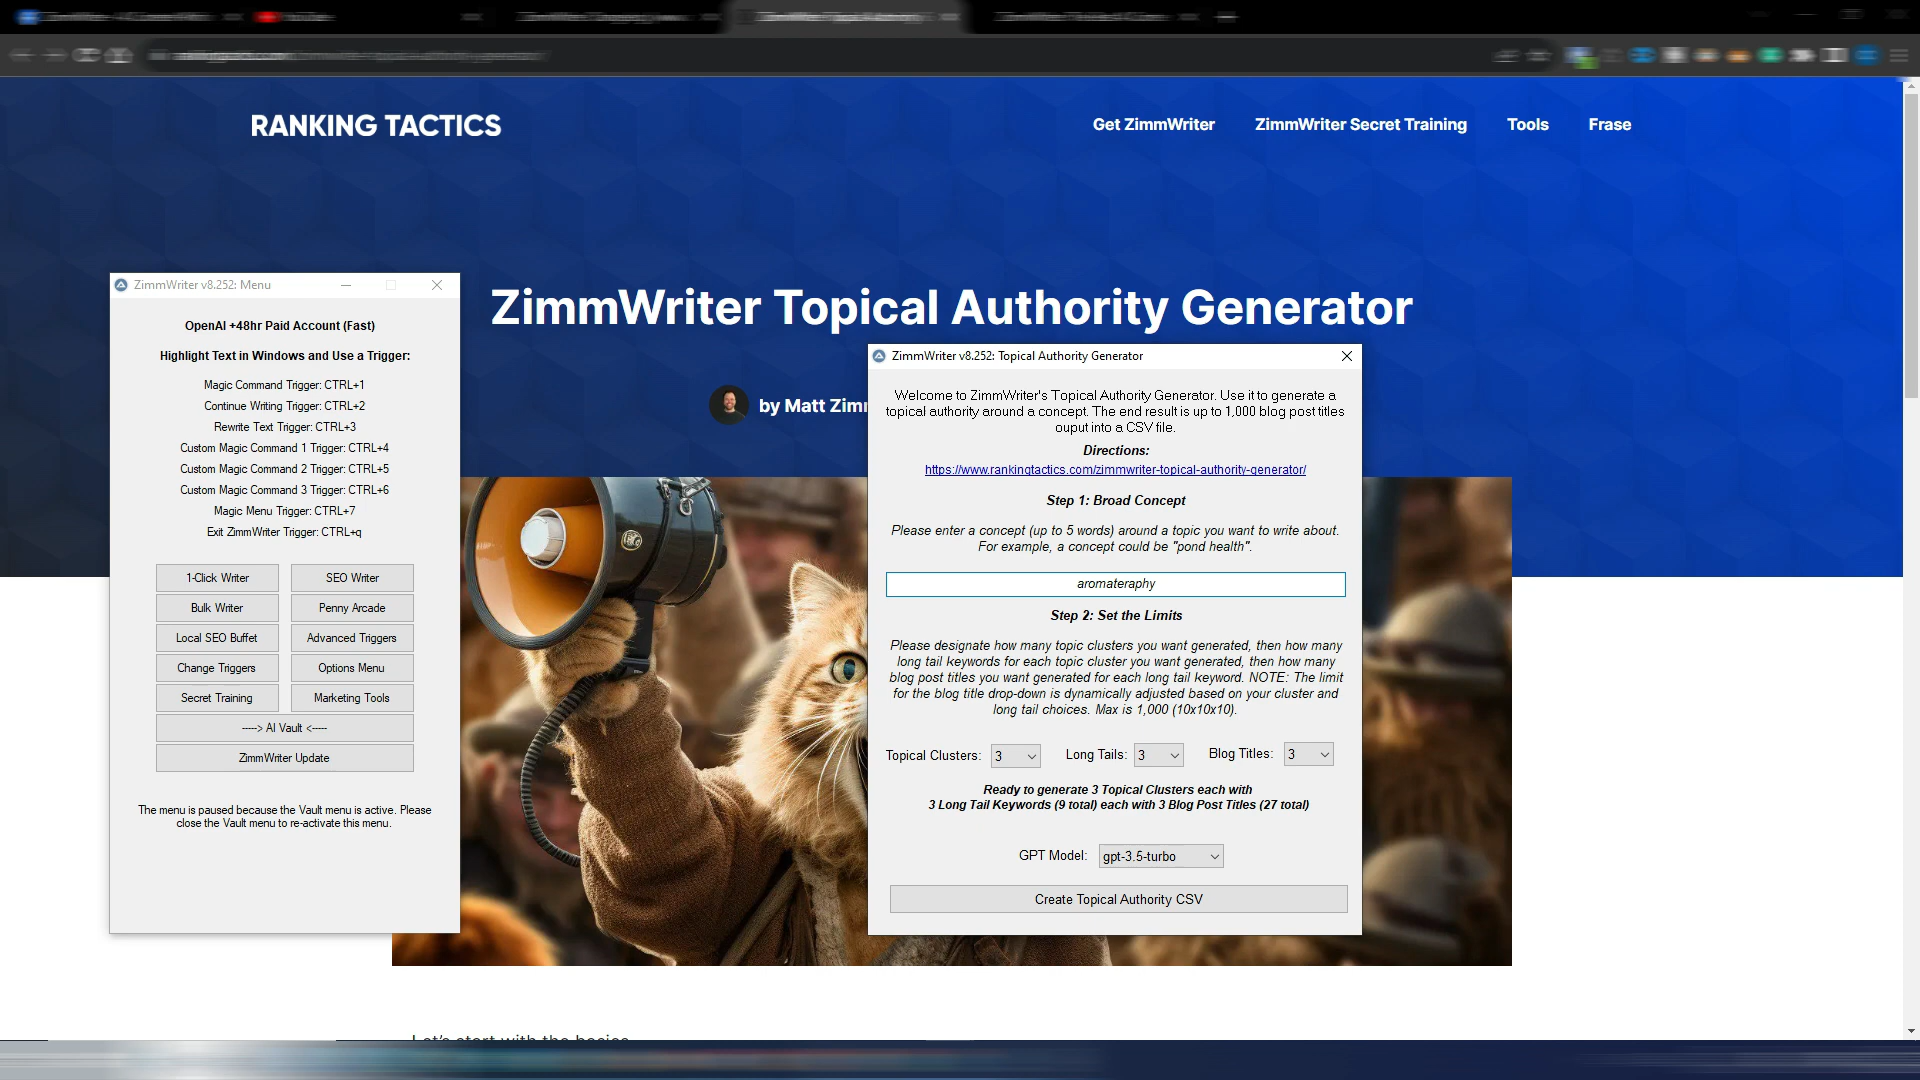 RANKING TACTICS
Get ZimmWriter
ZimmWriter Secret Training
Tools
Frase
ZimmWriter Topical Authority Generator
by Matt Zimm
ZimmWriter v8.252: Menu
OpenAI +48hr Paid Account (Fast)
Highlight Text in Windows and Use a Trigger:
Magic Command Trigger: CTRL+1
Continue Writing Trigger: CTRL+2
Rewrite Text Trigger: CTRL+3
Custom Magic Command 1 Trigger: CTRL+4
Custom Magic Command 2 Trigger: CTRL+5
Custom Magic Command 3 Trigger: CTRL+6
Magic Menu Trigger: CTRL+7
Exit ZimmWriter Trigger: CTRL+q
1-Click Writer
SEO Writer
Bulk Writer
Penny Arcade
Local SEO Buffet
Advanced Triggers
Change Triggers
Options Menu
Secret Training
Marketing Tools
----> AI Vault <----
ZimmWriter Update
The menu is paused because the Vault menu is active. Please
close the Vault menu to re-activate this menu.
ZimmWriter v8.252: Topical Authority Generator
Welcome to ZimmWriter's Topical Authority Generator. Use it to generate a
topical authority around a concept. The end result is up to 1,000 blog post titles
ouput into a CSV file.
Directions:
https://www.rankingtactics.com/zimmwriter-topical-authority-generator/
Step 1: Broad Concept
Please enter a concept (up to 5 words) around a topic you want to write about.
For example, a concept could be "pond health".
aromateraphy
Step 2: Set the Limits
Please designate how many topic clusters you want generated, then how many
long tail keywords for each topic cluster you want generated, then how many
blog post titles you want generated for each long tail keyword. NOTE: The limit
for the blog title drop-down is dynamically adjusted based on your cluster and
long tail choices. Max is 1,000 (10x10x10).
Topical Clusters: 3
Long Tails: 3
Blog Titles: 3
Ready to generate 3 Topical Clusters each with
3 Long Tail Keywords (9 total) each with 3 Blog Post Titles (27 total)
GPT Model: gpt-3.5-turbo
Create Topical Authority CSV
Let's start with the basics